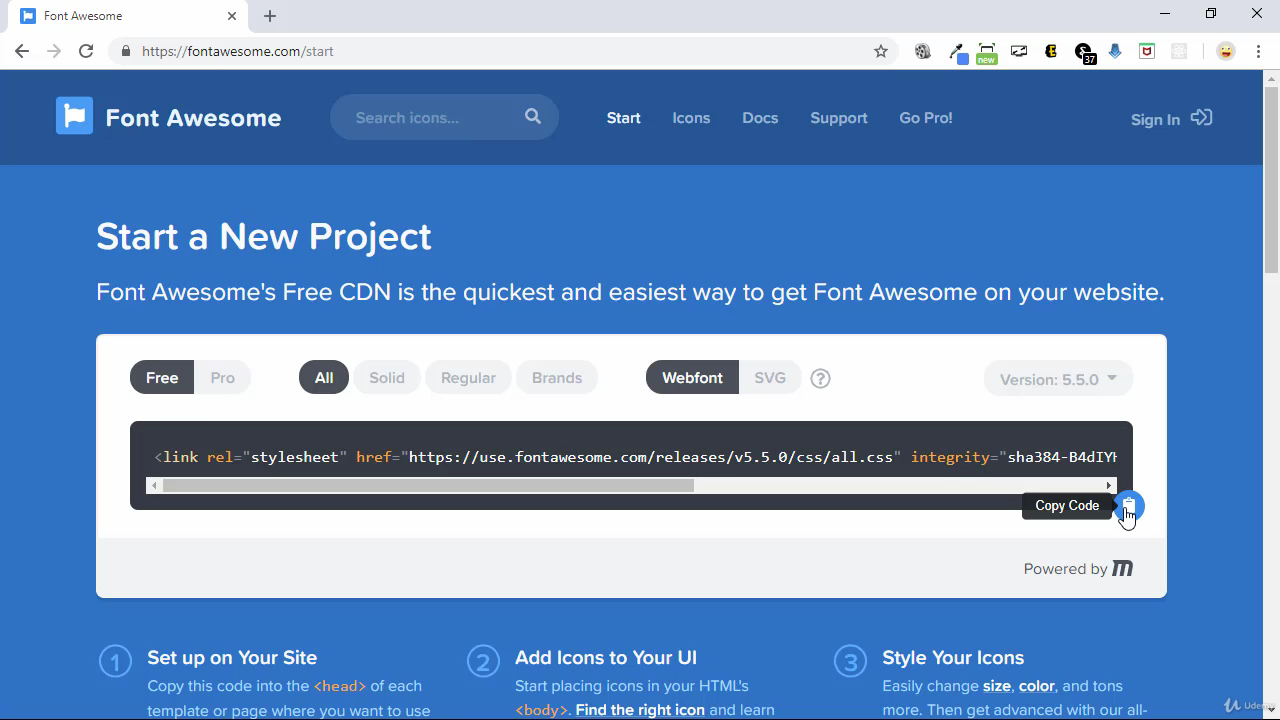 Font Awesome
https://fontawesome.com/start
new
37
Font Awesome
Search icons...
Start
Icons
Docs
Support
Go Pro!
Sign In
Start a New Project
Font Awesome's Free CDN is the quickest and easiest way to get Font Awesome on your website.
Free
Pro
All
Solid
Regular
Brands
Webfont
SVG
?
Version: 5.5.0
<link rel="stylesheet" href="https://use.fontawesome.com/releases/v5.5.0/css/all.css" integrity="sha384-B4dIY
Copy Code
Powered by m
1
Set up on Your Site
Copy this code into the <head> of each
template or page where you want to use
2
Add Icons to Your UI
Start placing icons in your HTML's
<body>. Find the right icon and learn
3
Style Your Icons
Easily change size, color, and tons
more. Then get advanced with our all-
Udemy